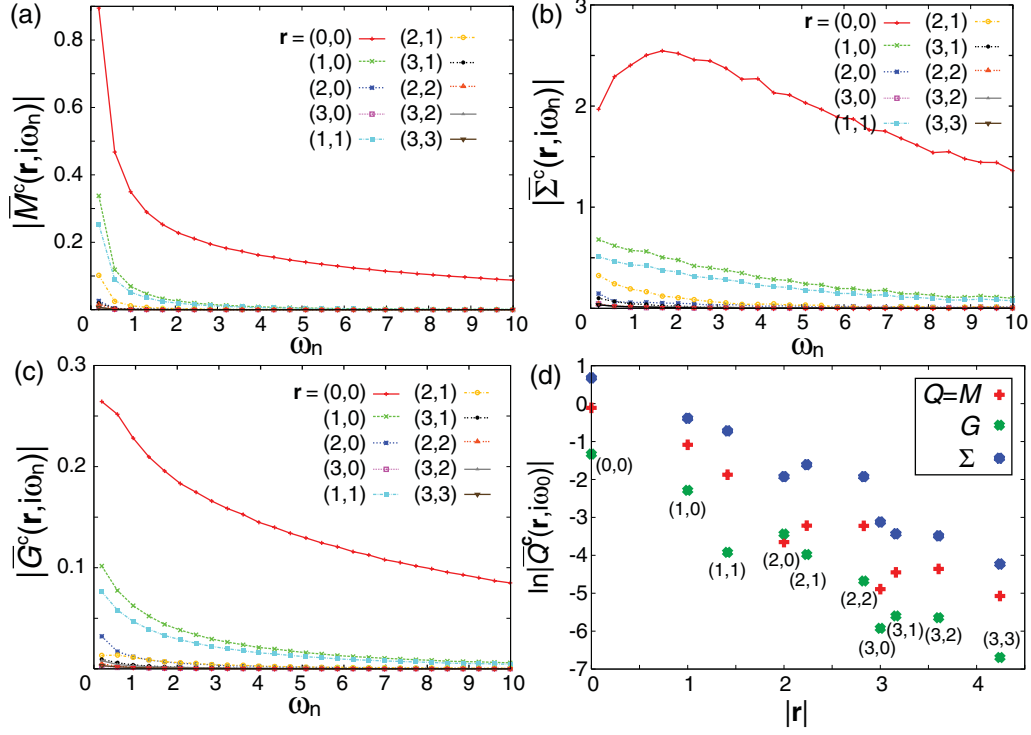 (a)
0.8
0.6
0.4
0.2
|M̅ᶜ(r,iωₙ)|
r = (0,0) (2,1)
(1,0) (3,1)
(2,0) (2,2)
(3,0) (3,2)
(1,1) (3,3)
0 1 2 3 4 5 6 7 8 9 10
ωₙ
(b)
3
2
1
0
|Σ̅ᶜ(r,iωₙ)|
r = (0,0) (2,1)
(1,0) (3,1)
(2,0) (2,2)
(3,0) (3,2)
(1,1) (3,3)
0 1 2 3 4 5 6 7 8 9 10
ωₙ
(c)
0.3
0.2
0.1
|G̅ᶜ(r,iωₙ)|
r = (0,0) (2,1)
(1,0) (3,1)
(2,0) (2,2)
(3,0) (3,2)
(1,1) (3,3)
0 1 2 3 4 5 6 7 8 9 10
ωₙ
(d)
1
0
-1
-2
-3
-4
-5
-6
-7
ln|Q̅ᶜ(r,iω₀)|
Q=M
G
Σ
(0,0)
(1,0)
(1,1)
(2,0)
(2,1)
(2,2)
(3,0)
(3,1)
(3,2)
(3,3)
0 1 2 3 4
|r|